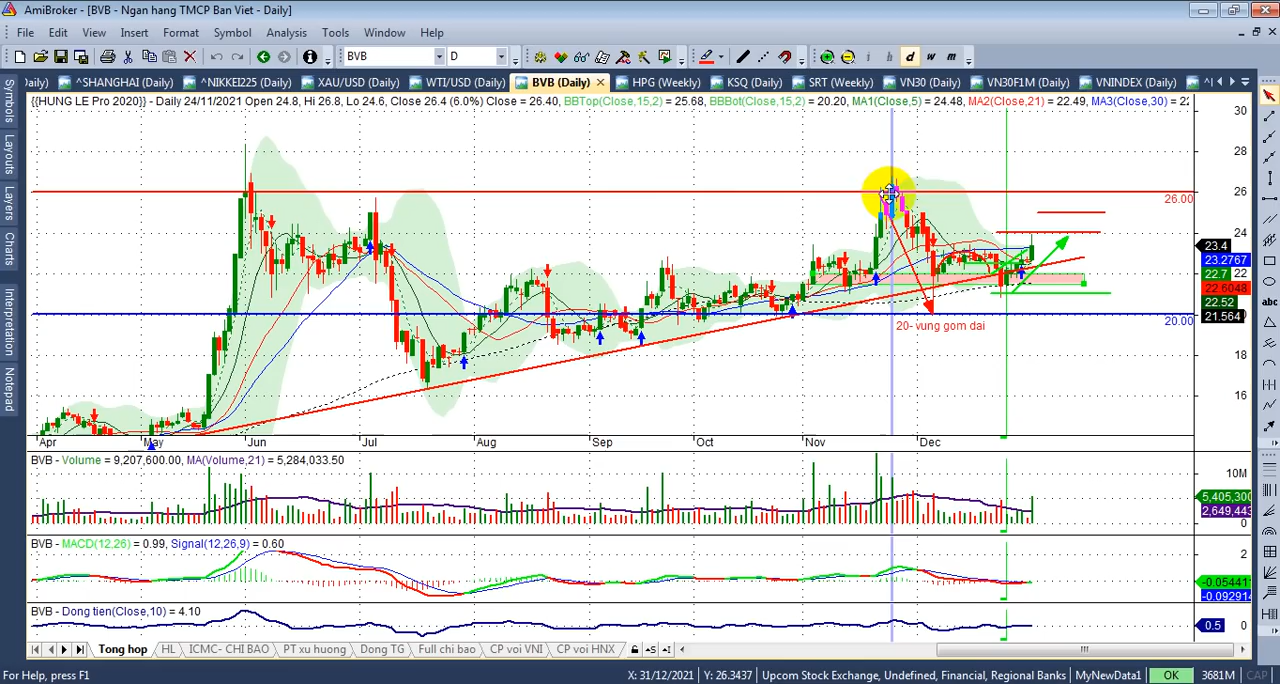 AmiBroker - [BVB - Ngan hang TMCP Ban Viet - Daily]
File Edit View Insert Format Symbol Analysis Tools Window Help
BVB D i h d w m
Daily) ^SHANGHAI (Daily) ^NIKKEI225 (Daily) XAU/USD (Daily) WTI/USD (Daily) BVB (Daily) HPG (Weekly) KSQ (Daily) SRT (Weekly) VN30 (Daily) VN30F1M (Daily) VNINDEX (Daily)
{{HUNG LE Pro 2020}} - Daily 24/11/2021 Open 24.8, Hi 26.8, Lo 24.6, Close 26.4 (6.0%) Close = 26.40, BBTop(Close,15,2) = 25.68, BBBot(Close,15,2) = 20.20, MA1(Close,5) = 24.48, MA2(Close,21) = 22.49, MA3(Close,30) = 22
Symbols
Layouts
Layers
Charts
Interpretation
Notepad
30
28
26
26.00
24
23.4
23.2767
22.7
22
22.6048
22.52
21.564
20.00
20- vung gom dai
18
16
Apr May Jun Jul Aug Sep Oct Nov Dec
BVB - Volume = 9,207,600.00, MA(Volume,21) = 5,284,033.50
10M
5,405,300
2,649,443
0
BVB - MACD(12,26) = 0.99, Signal(12,26,9) = 0.60
2
-0.05441
-0.092914
BVB - Dong tien(Close,10) = 4.10
0.5 0
Tong hop HL ICMC- CHI BAO PT xu huong Dong TG Full chi bao CP voi VNI CP voi HNX
For Help, press F1 X: 31/12/2021 Y: 26.3437 Upcom Stock Exchange, Undefined, Financial, Regional Banks MyNewData1 OK 3681M CAP
abc